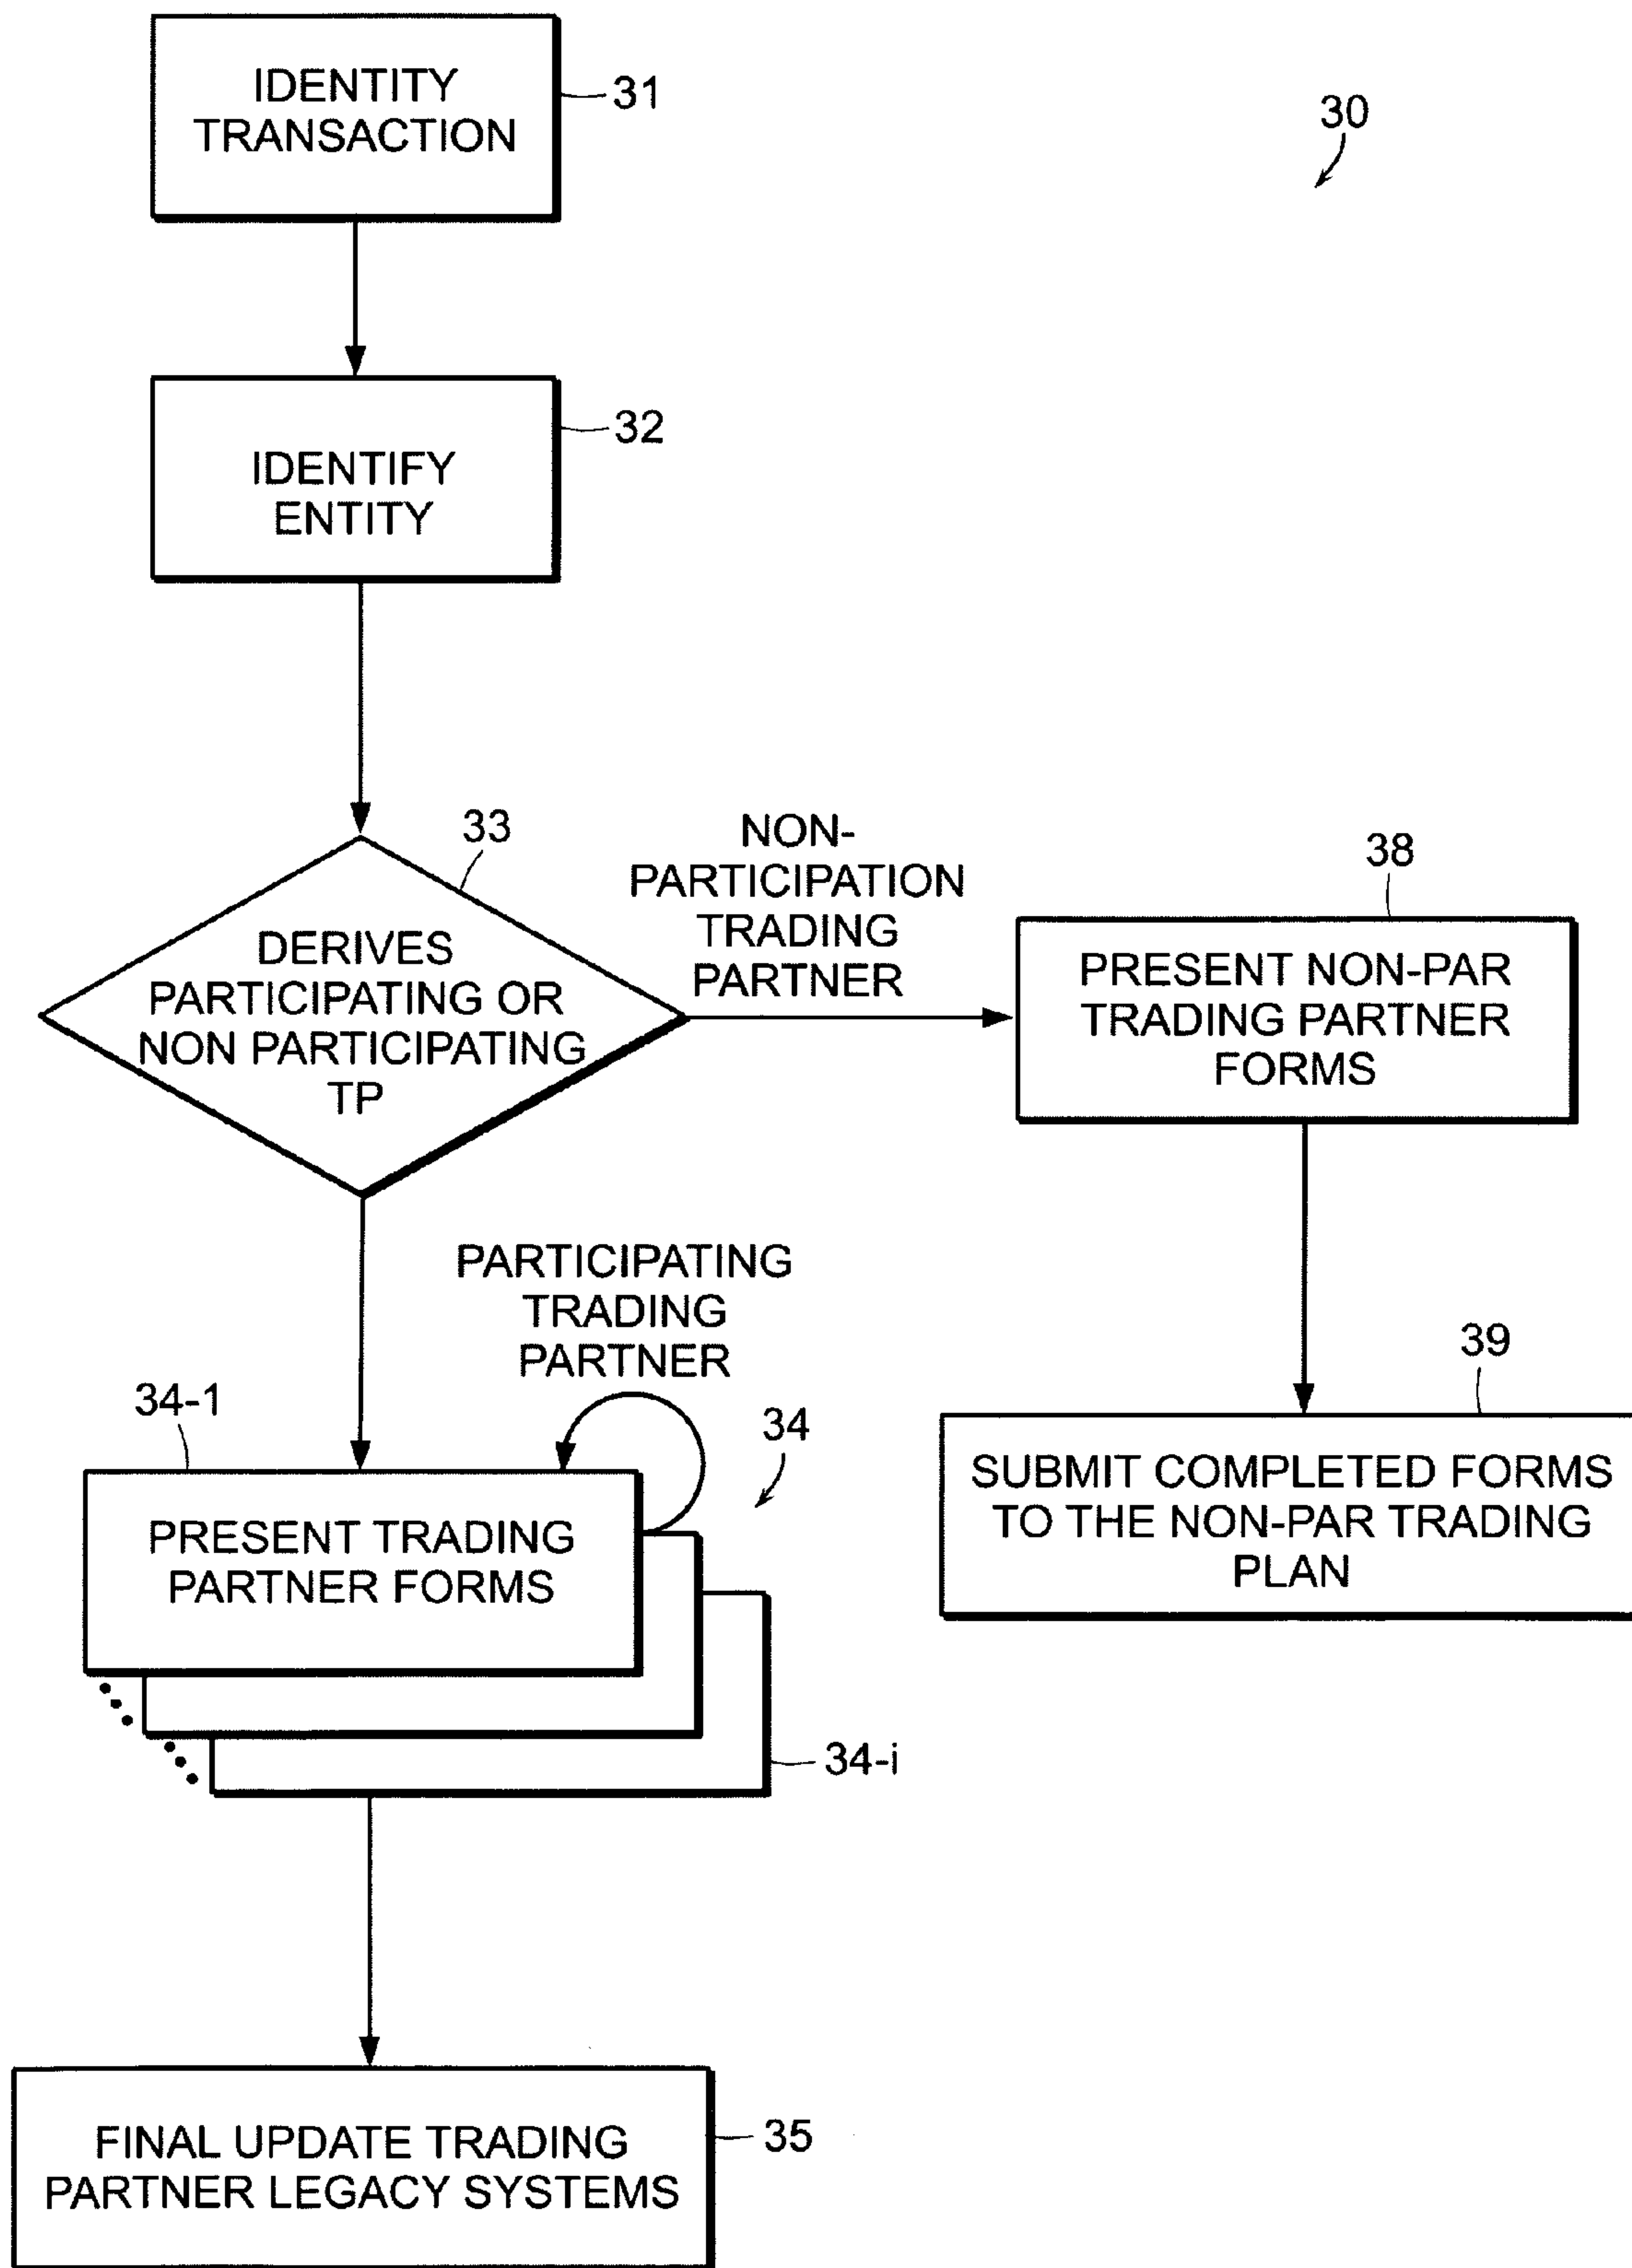 IDENTITY
TRANSACTION
31
30
IDENTIFY
ENTITY
32
33
DERIVES
PARTICIPATING OR
NON PARTICIPATING
TP
NON-
PARTICIPATION
TRADING
PARTNER
38
PRESENT NON-PAR
TRADING PARTNER
FORMS
PARTICIPATING
TRADING
PARTNER
39
SUBMIT COMPLETED FORMS
TO THE NON-PAR TRADING
PLAN
34-1
34
PRESENT TRADING
PARTNER FORMS
34-i
FINAL UPDATE TRADING
PARTNER LEGACY SYSTEMS
35